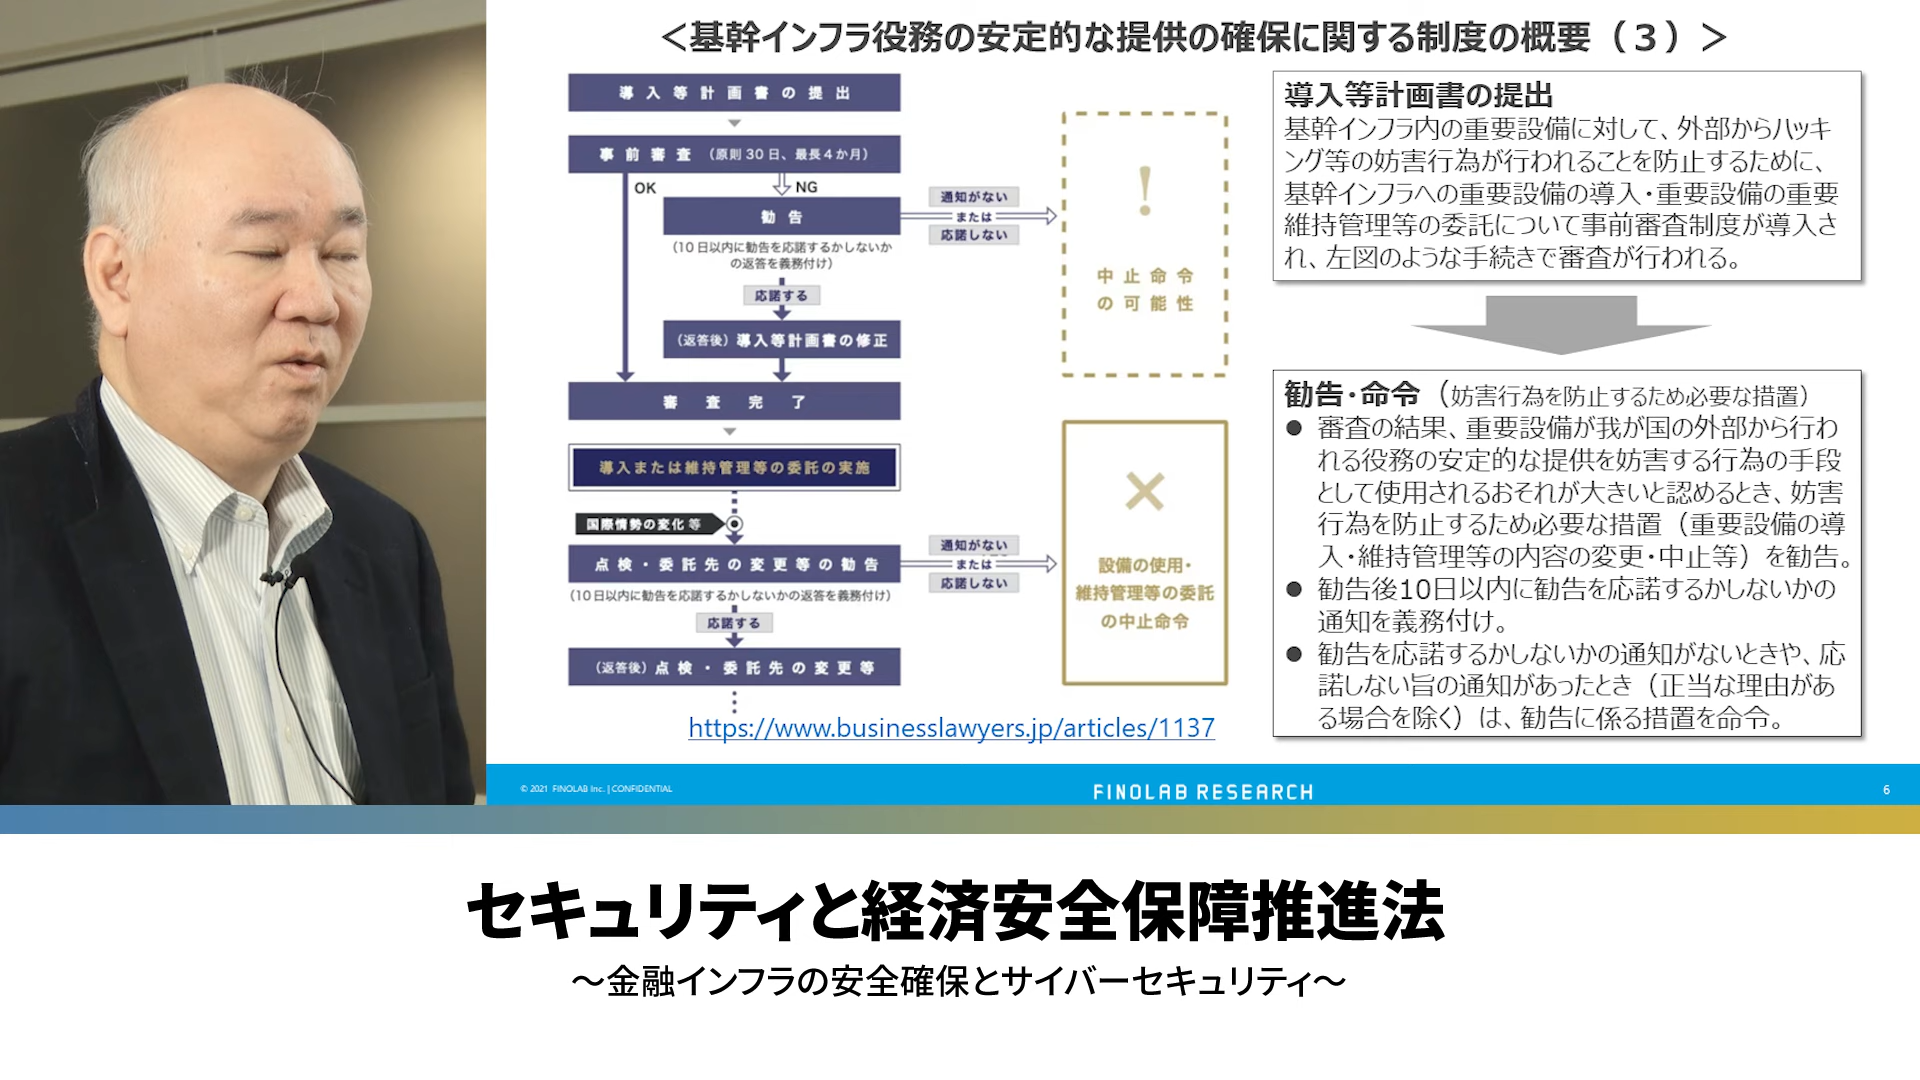 ＜基幹インフラ役務の安定的な提供の確保に関する制度の概要（３）＞
導入等計画書の提出
事前審査（原則30日、最長4か月）
OK
NG
勧告
（10日以内に勧告を応諾するかしないか
の返答を義務付け）
通知がない
または
応諾しない
応諾する
（返答後）導入等計画書の修正
審査完了
導入または維持管理等の委託の実施
国際情勢の変化 等
点検・委託先の変更等の勧告
（10日以内に勧告を応諾するかしないかの返答を義務付け）
通知がない
または
応諾しない
応諾する
（返答後）点検・委託先の変更等
!
中止命令
の可能性
設備の使用・
維持管理等の委託
の中止命令
https://www.businesslawyers.jp/articles/1137
導入等計画書の提出
基幹インフラ内の重要設備に対して、外部からハッキ
ング等の妨害行為が行われることを防止するために、
基幹インフラへの重要設備の導入・重要設備の重要
維持管理等の委託について事前審査制度が導入さ
れ、左図のような手続きで審査が行われる。
勧告・命令（妨害行為を防止するため必要な措置）
● 審査の結果、重要設備が我が国の外部から行わ
れる役務の安定的な提供を妨害する行為の手段
として使用されるおそれが大きいと認めるとき、妨害
行為を防止するため必要な措置（重要設備の導
入・維持管理等の内容の変更・中止等）を勧告。
● 勧告後10日以内に勧告を応諾するかしないかの
通知を義務付け。
● 勧告を応諾するかしないかの通知がないときや、応
諾しない旨の通知があったとき（正当な理由があ
る場合を除く）は、勧告に係る措置を命令。
© 2021 FINOLAB Inc. | CONFIDENTIAL
FINOLAB RESEARCH
6
セキュリティと経済安全保障推進法
～金融インフラの安全確保とサイバーセキュリティ～